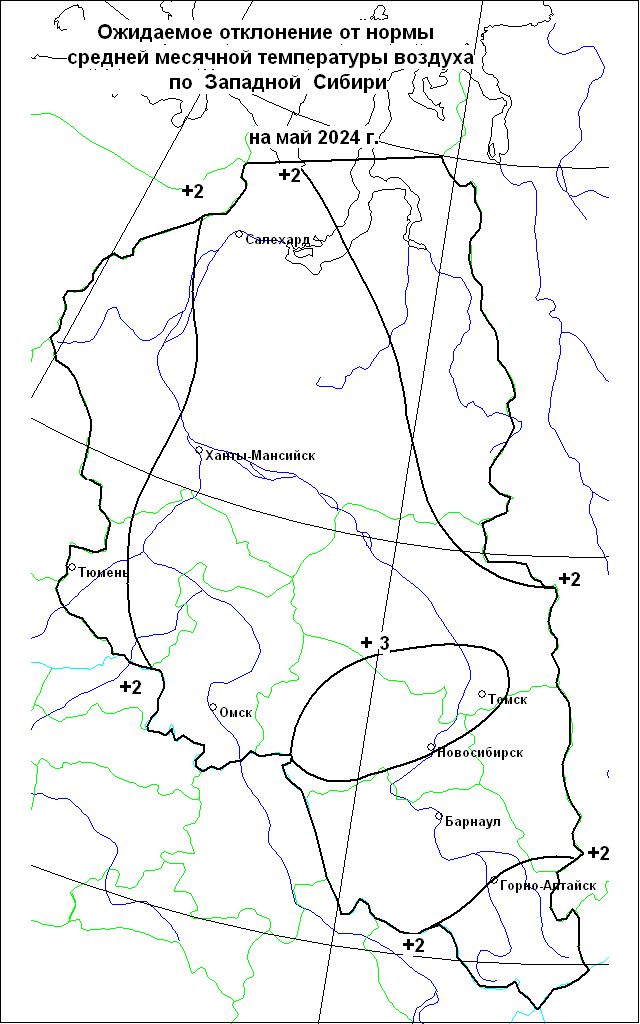 Ожидаемое отклонение от нормы
средней месячной температуры воздуха
по Западной Сибири
на май 2024 г.
+2
+2
Салехард
Ханты-Мансийск
Тюмень
+2
+ 3
+2
Томск
Омск
Новосибирск
Барнаул
+2
Горно-Алтайск
+2